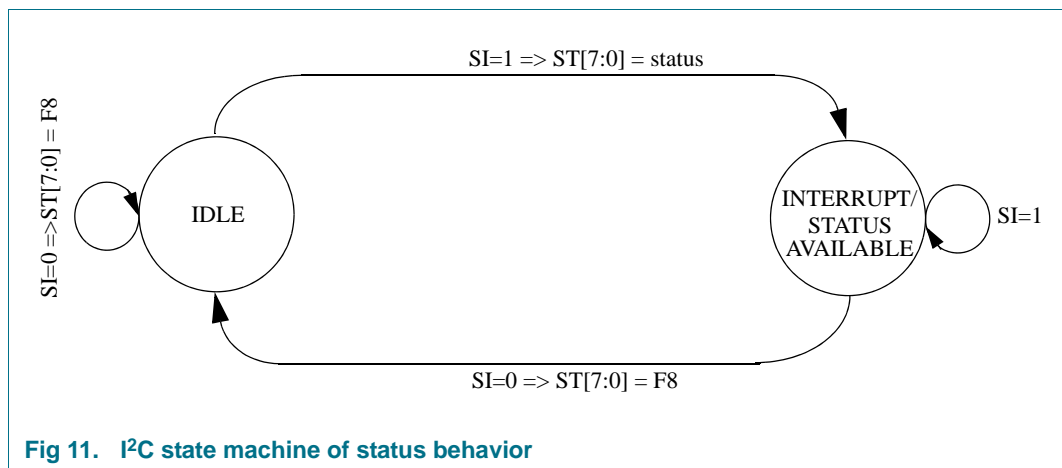 SI=1 => ST[7:0] = status
SI=0 =>ST[7:0] = F8
IDLE
INTERRUPT/
STATUS
AVAILABLE
SI=1
SI=0 => ST[7:0] = F8
Fig 11. I²C state machine of status behavior